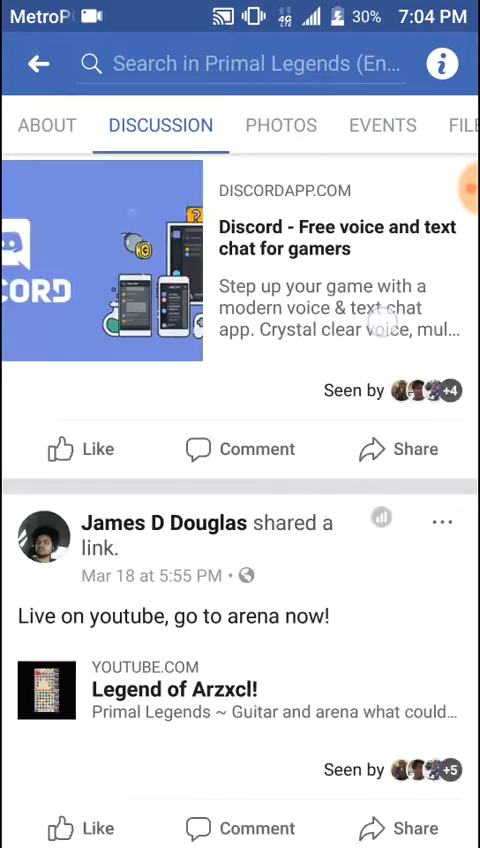 MetroP
4G
LTE
30%
7:04 PM
Search in Primal Legends (En...
ABOUT
DISCUSSION
PHOTOS
EVENTS
DISCORDAPP.COM
Discord - Free voice and text
chat for gamers
Step up your game with a
modern voice & text chat
app. Crystal clear voice, mul...
CORD
Seen by
+4
Like
Comment
Share
James D Douglas shared a
link.
Mar 18 at 5:55 PM •
Live on youtube, go to arena now!
YOUTUBE.COM
Legend of Arzxcl!
Primal Legends ~ Guitar and arena what could...
Seen by
+5
Like
Comment
Share